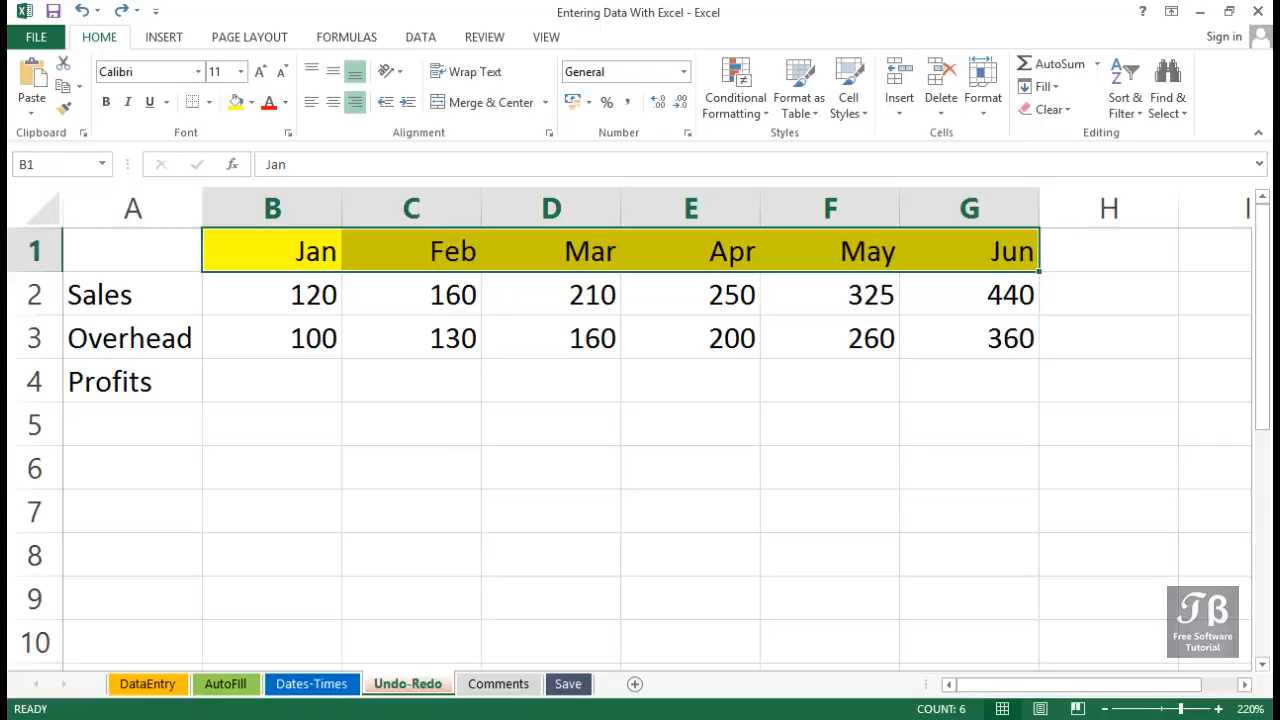 Entering Data With Excel - Excel
FILE HOME INSERT PAGE LAYOUT FORMULAS DATA REVIEW VIEW Sign in
Calibri 11 Wrap Text General AutoSum
Fill
Paste B I U A Merge & Center % Conditional Formatting Format as Table Cell Styles Insert Delete Format Clear Sort & Filter Find & Select
Clipboard Font Alignment Number Styles Cells Editing
B1 fx Jan
A B C D E F G H I
1 Jan Feb Mar Apr May Jun
2 Sales 120 160 210 250 325 440
3 Overhead 100 130 160 200 260 360
4 Profits
5
6
7
8
9
10
Tβ
Free Software
Tutorial
DataEntry AutoFill Dates-Times Undo-Redo Comments Save
READY COUNT: 6 220%